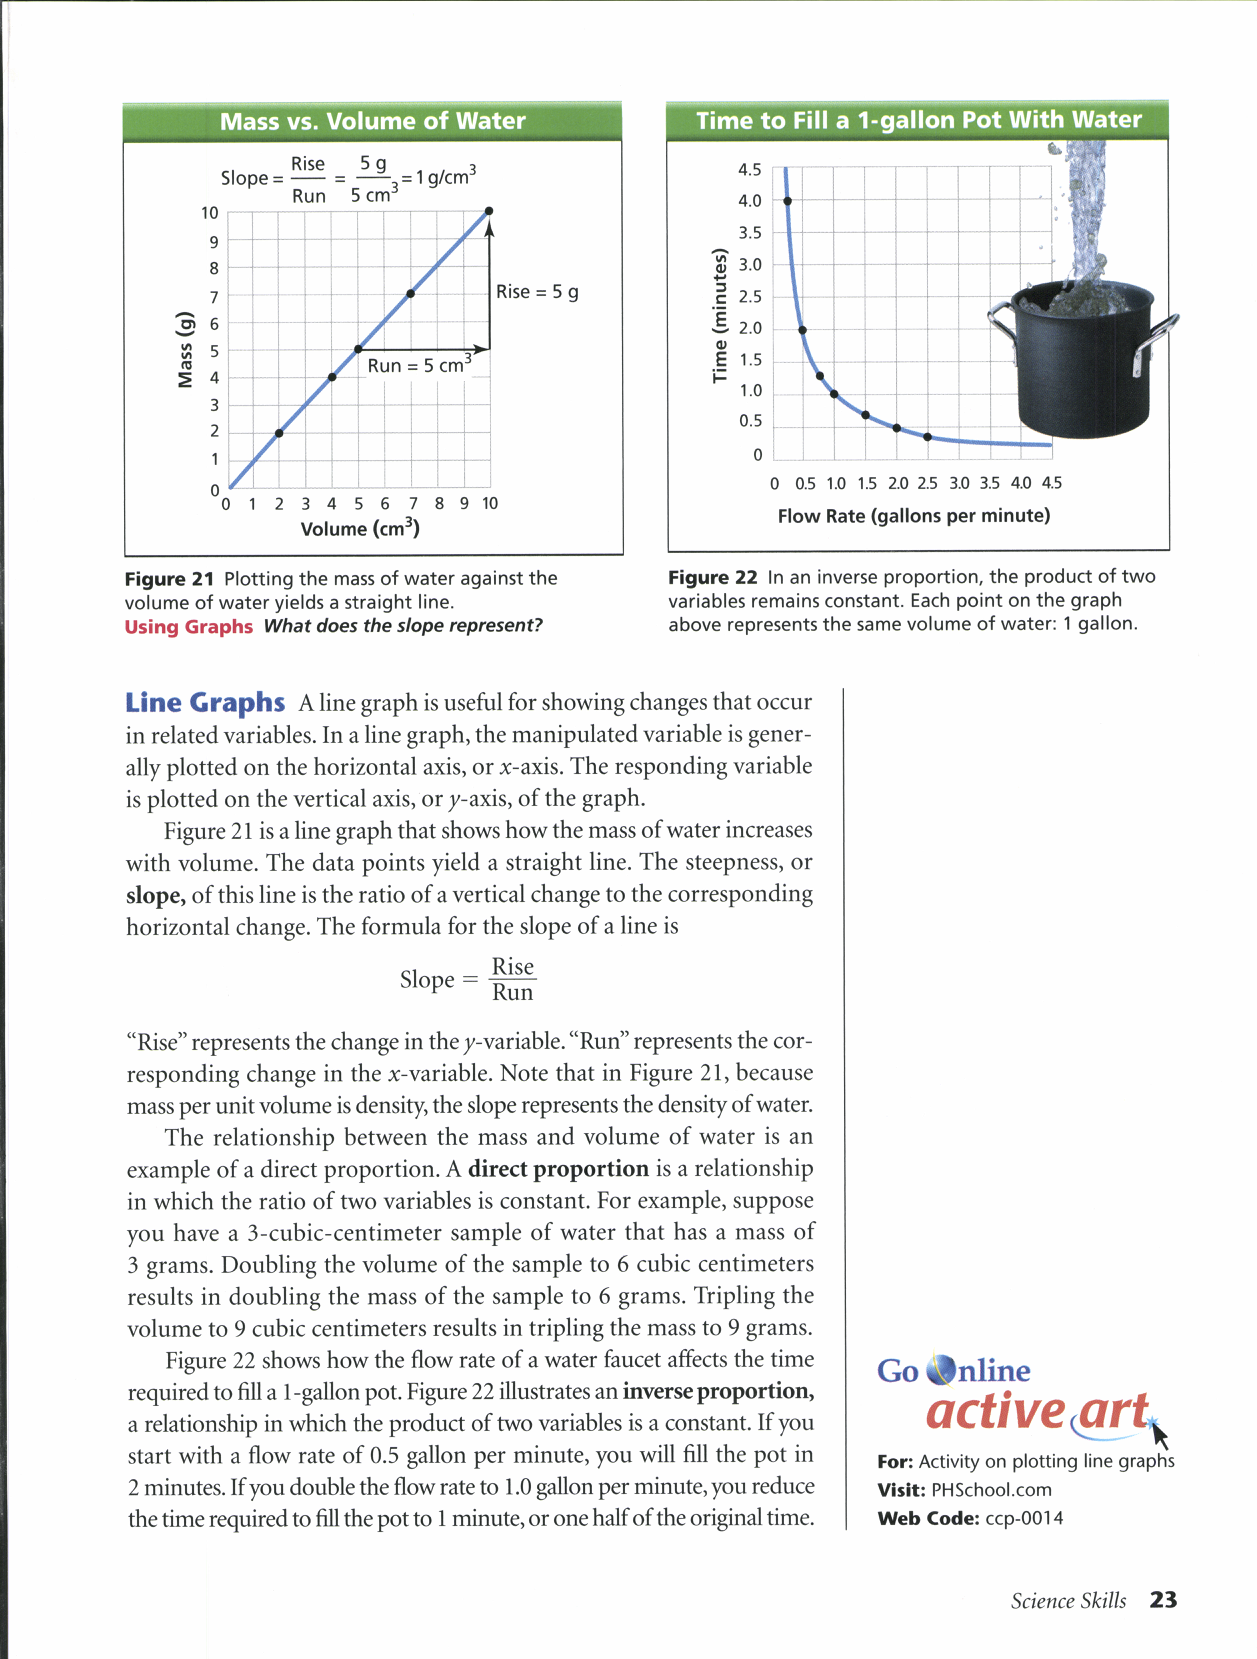 Mass vs. Volume of Water
Slope = Rise/Run = 5 g/5 cm³ = 1 g/cm³
10
9
8
7
6
5
4
3
2
1
0
Mass (g)
Rise = 5 g
Run = 5 cm³
0 1 2 3 4 5 6 7 8 9 10
Volume (cm³)
Figure 21 Plotting the mass of water against the
volume of water yields a straight line.
Using Graphs What does the slope represent?
Time to Fill a 1-gallon Pot With Water
4.5
4.0
3.5
3.0
2.5
2.0
1.5
1.0
0.5
0
Time (minutes)
0 0.5 1.0 1.5 2.0 2.5 3.0 3.5 4.0 4.5
Flow Rate (gallons per minute)
Figure 22 In an inverse proportion, the product of two
variables remains constant. Each point on the graph
above represents the same volume of water: 1 gallon.
Line Graphs A line graph is useful for showing changes that occur
in related variables. In a line graph, the manipulated variable is gener-
ally plotted on the horizontal axis, or x-axis. The responding variable
is plotted on the vertical axis, or y-axis, of the graph.
Figure 21 is a line graph that shows how the mass of water increases
with volume. The data points yield a straight line. The steepness, or
slope, of this line is the ratio of a vertical change to the corresponding
horizontal change. The formula for the slope of a line is
Slope = Rise/Run
“Rise” represents the change in the y-variable. “Run” represents the cor-
responding change in the x-variable. Note that in Figure 21, because
mass per unit volume is density, the slope represents the density of water.
The relationship between the mass and volume of water is an
example of a direct proportion. A direct proportion is a relationship
in which the ratio of two variables is constant. For example, suppose
you have a 3-cubic-centimeter sample of water that has a mass of
3 grams. Doubling the volume of the sample to 6 cubic centimeters
results in doubling the mass of the sample to 6 grams. Tripling the
volume to 9 cubic centimeters results in tripling the mass to 9 grams.
Figure 22 shows how the flow rate of a water faucet affects the time
required to fill a 1-gallon pot. Figure 22 illustrates an inverse proportion,
a relationship in which the product of two variables is a constant. If you
start with a flow rate of 0.5 gallon per minute, you will fill the pot in
2 minutes. If you double the flow rate to 1.0 gallon per minute, you reduce
the time required to fill the pot to 1 minute, or one half of the original time.
Go Online
active art
For: Activity on plotting line graphs
Visit: PHSchool.com
Web Code: ccp-0014
Science Skills 23